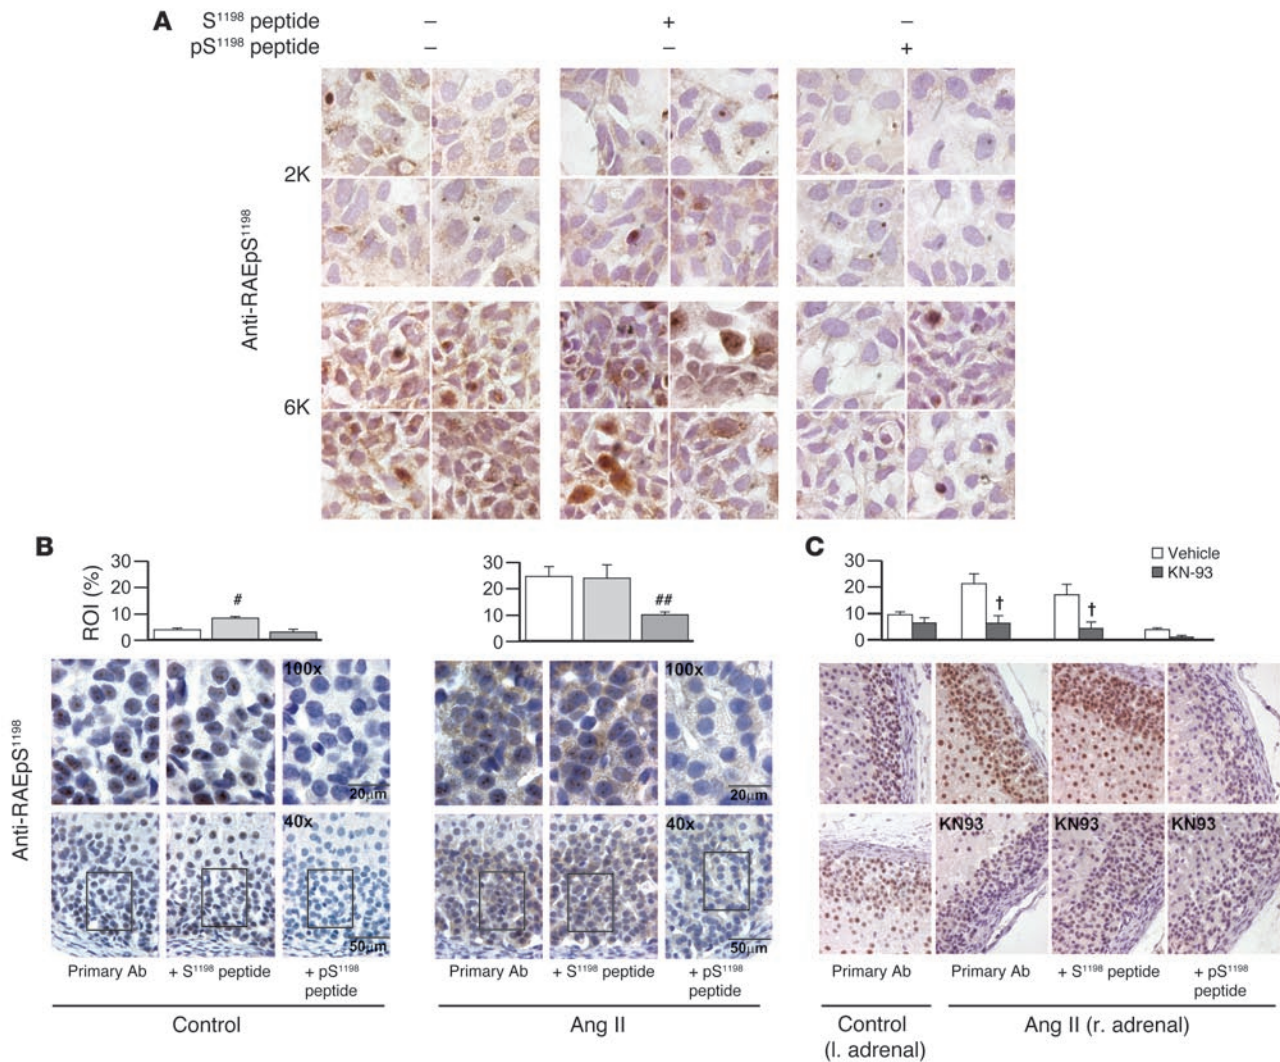 A
S¹¹⁹⁸ peptide – + –
pS¹¹⁹⁸ peptide – – +
Anti-RAEpS¹¹⁹⁸
2K
6K
B
ROI (%)
30
20
10
0
#
30
20
10
0
##
Anti-RAEpS¹¹⁹⁸
100x
20µm
40x
50µm
100x
20µm
40x
50µm
Primary Ab
+ S¹¹⁹⁸ peptide
+ pS¹¹⁹⁸
peptide
Control
Primary Ab
+ S¹¹⁹⁸ peptide
+ pS¹¹⁹⁸
peptide
Ang II
C
Vehicle
KN-93
30
20
10
0
†
†
KN93
KN93
KN93
Primary Ab
Primary Ab
+ S¹¹⁹⁸ peptide
+ pS¹¹⁹⁸
peptide
Control
(l. adrenal)
Ang II (r. adrenal)